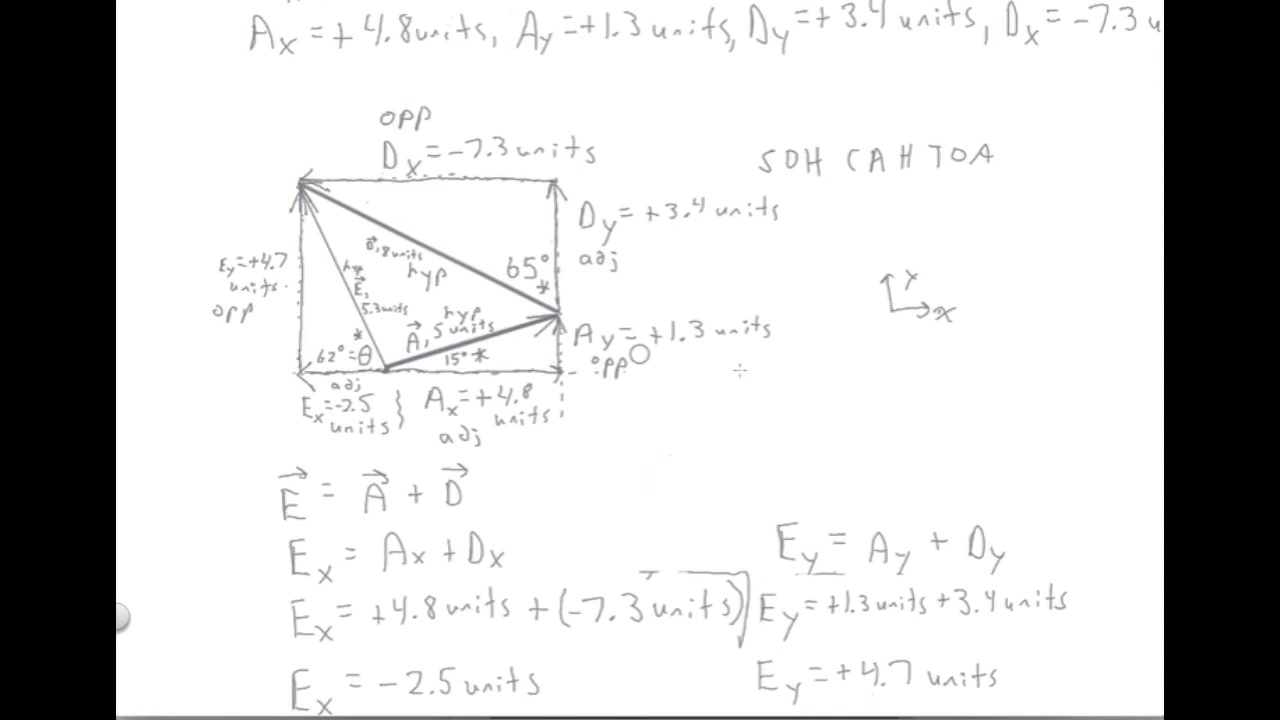 Ax = + 4.8 units, Ay = +1.3 units, Dy = + 3.4 units, Dx = -7.3 u
opp
Dx = -7.3 units
SOH CAH TOA
Dy = + 3.4 units
adj
65°
*
D, 8 units
hyp
Ey = +4.7
units
opp
hyp
E,
5.3 units
Y
X
hyp
A, 5 units
Ay = +1.3 units
opp
*
62° = θ
15° *
adj
Ex = -2.5
units
Ax = +4.8
units
adj
E = A + D
Ex = Ax + Dx
Ey = Ay + Dy
Ex = +4.8 units + (-7.3 units)
Ey = +1.3 units + 3.4 units
Ex = -2.5 units
Ey = +4.7 units